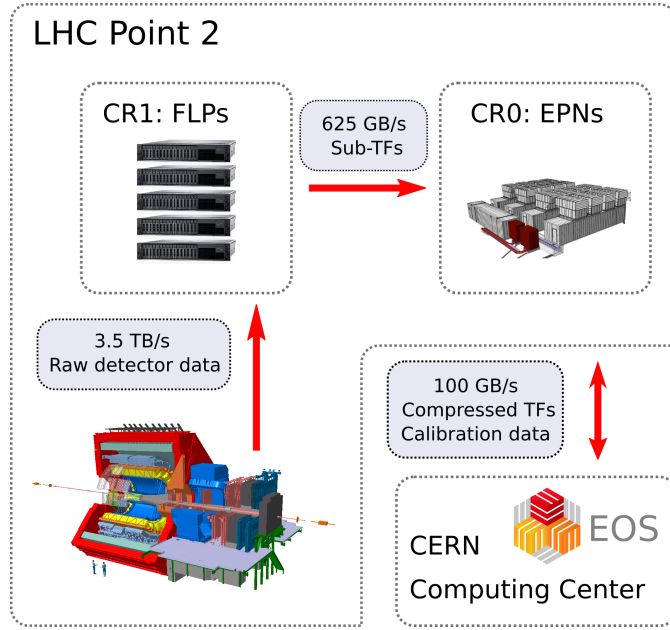 LHC Point 2
CR1: FLPs
625 GB/s
Sub-TFs
CR0: EPNs
3.5 TB/s
Raw detector data
100 GB/s
Compressed TFs
Calibration data
EOS
CERN
Computing Center